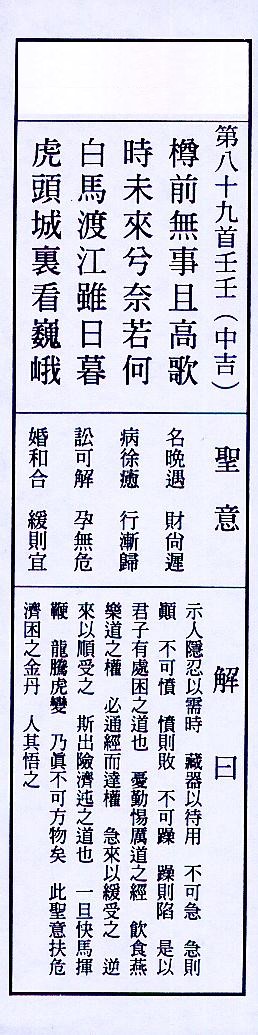 第八十九首壬壬(中吉)
樽前無事且高歌
時未來兮奈若何
白馬渡江雖日暮
虎頭城裏看巍峨
聖意
名晚遇 財尙遲
病徐癒 行漸歸
訟可解 孕無危
婚和合 緩則宜
解曰
示人隱忍以需時 藏器以待用 不可急 急則
顚 不可憤 憤則敗 不可躁 躁則陷 是以
君子有處困之道也 憂勤惕厲道之經 飲食燕
樂道之權 必通經而達權 急來以緩受之 逆
來以順受之 斯出險濟迍之道也 一旦快馬揮
鞭 龍騰虎變 乃眞不可方物矣 此聖意扶危
濟困之金丹 人其悟之